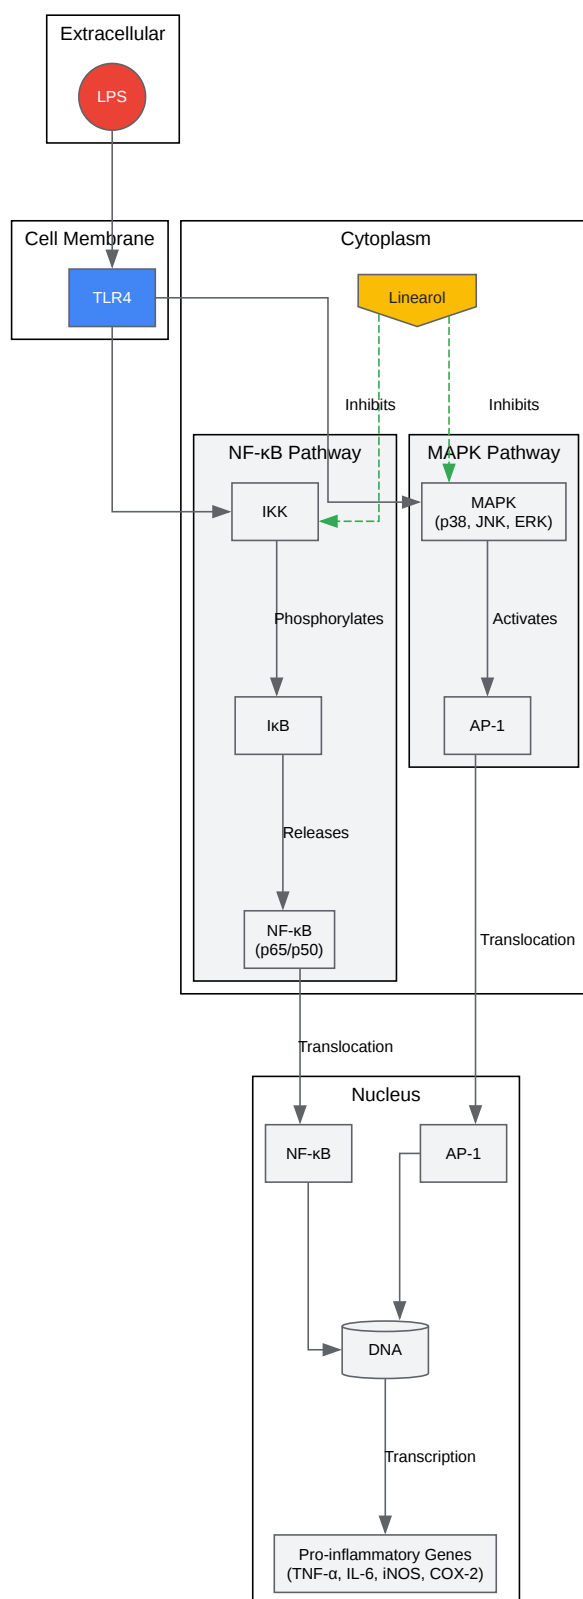 Extracellular
LPS
Cell Membrane
Cytoplasm
TLR4
Linearol
Inhibits
Inhibits
NF-κB Pathway
MAPK Pathway
IKK
MAPK
(p38, JNK, ERK)
Phosphorylates
Activates
IκB
AP-1
Releases
NF-κB
(p65/p50)
Translocation
Translocation
Nucleus
NF-κB
AP-1
DNA
Transcription
Pro-inflammatory Genes
(TNF-α, IL-6, iNOS, COX-2)